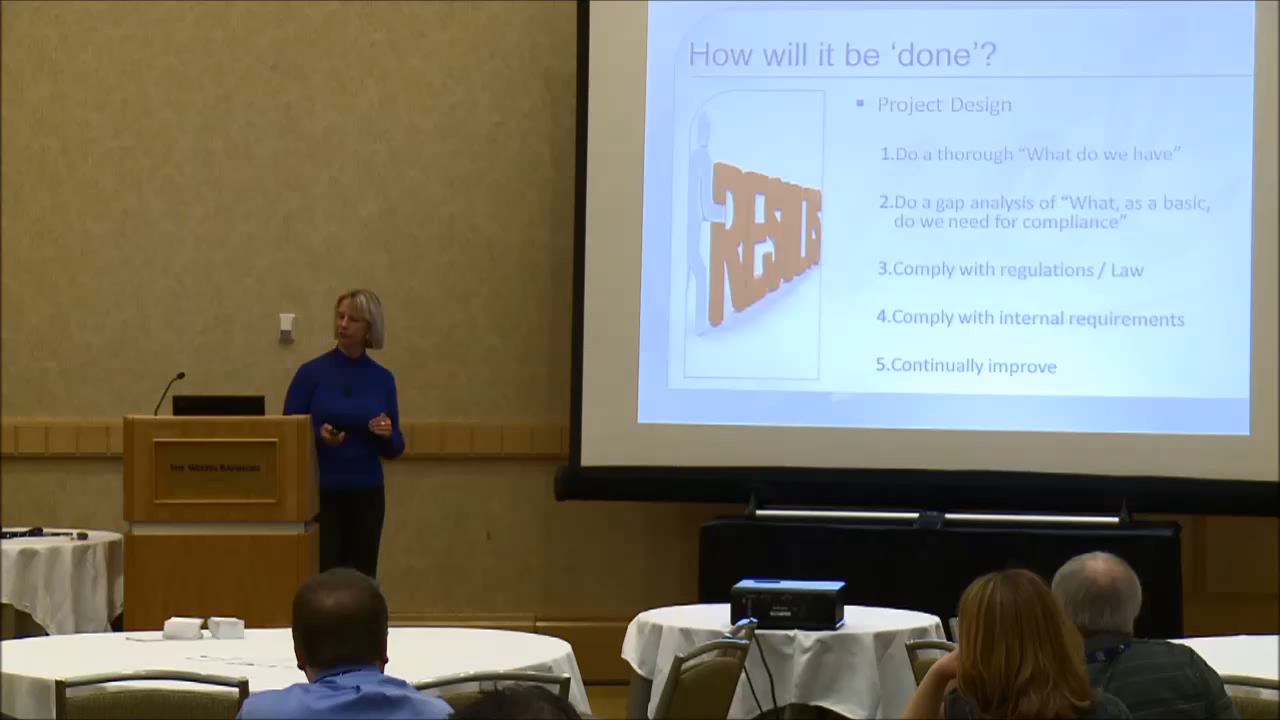 How will it be ‘done’?
▪ Project Design
1.Do a thorough “What do we have”
2.Do a gap analysis of “What, as a basic,
do we need for compliance”
3.Comply with regulations / Law
4.Comply with internal requirements
5.Continually improve
RESULTS
THE WESTIN